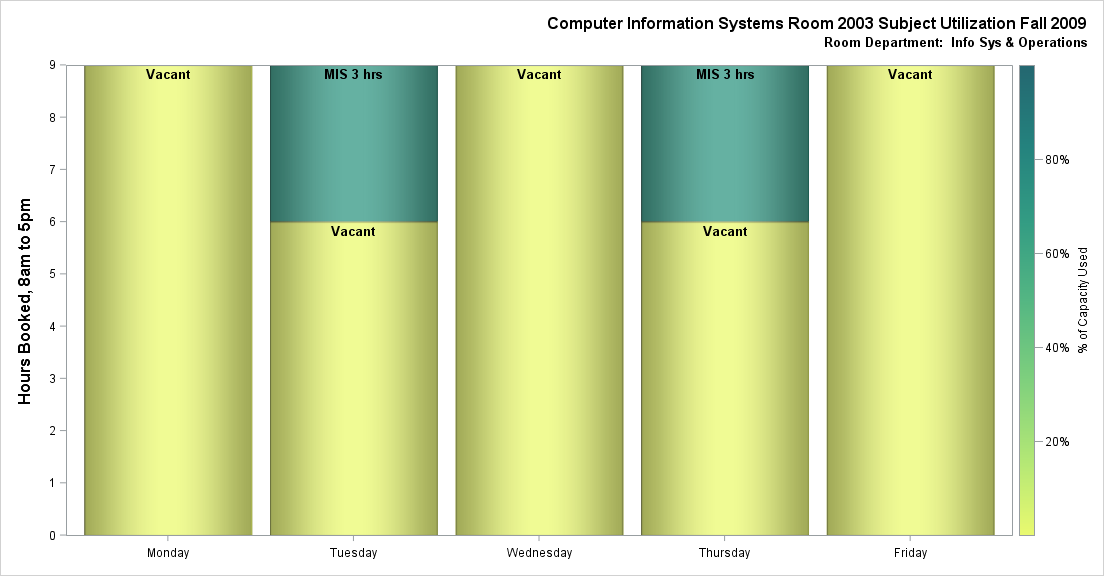 Computer Information Systems Room 2003 Subject Utilization Fall 2009
Room Department:  Info Sys & Operations
Hours Booked, 8am to 5pm
9
8
7
6
5
4
3
2
1
0
Vacant
MIS 3 hrs
Vacant
MIS 3 hrs
Vacant
Vacant
Vacant
Monday
Tuesday
Wednesday
Thursday
Friday
80%
60%
40%
20%
% of Capacity Used